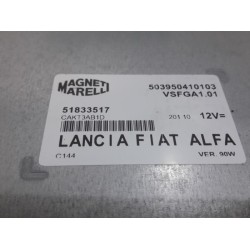 MAGNETI
MARELLI
503950410103
VSFGA1.01
51833517
CAKT3AB1D
201 10
12V=
LANCIA FIAT ALFA
C144
VER. 90W